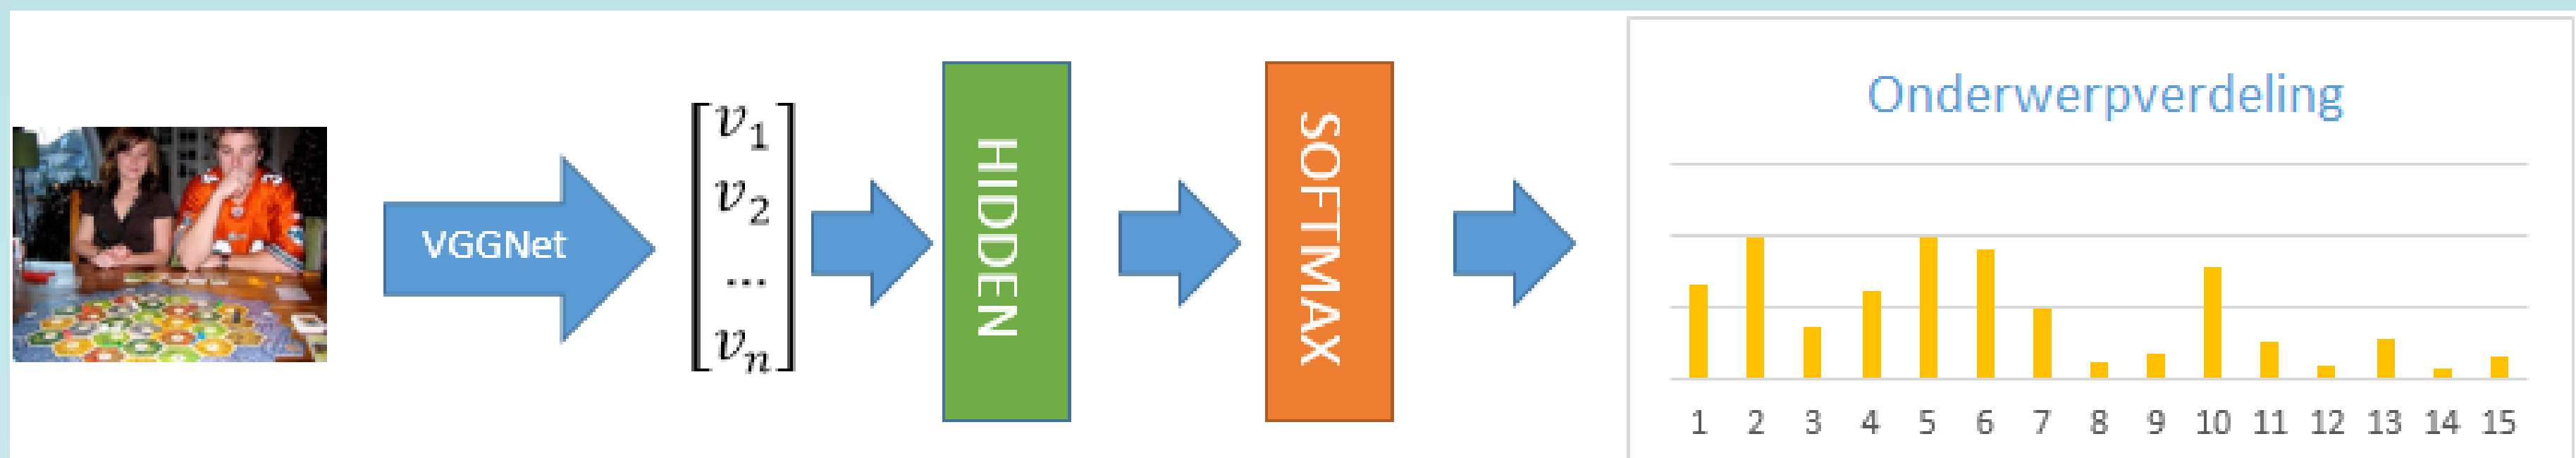 VGGNet
v1
v2
...
vn
HIDDEN
SOFTMAX
Onderwerpverdeling
1 2 3 4 5 6 7 8 9 10 11 12 13 14 15